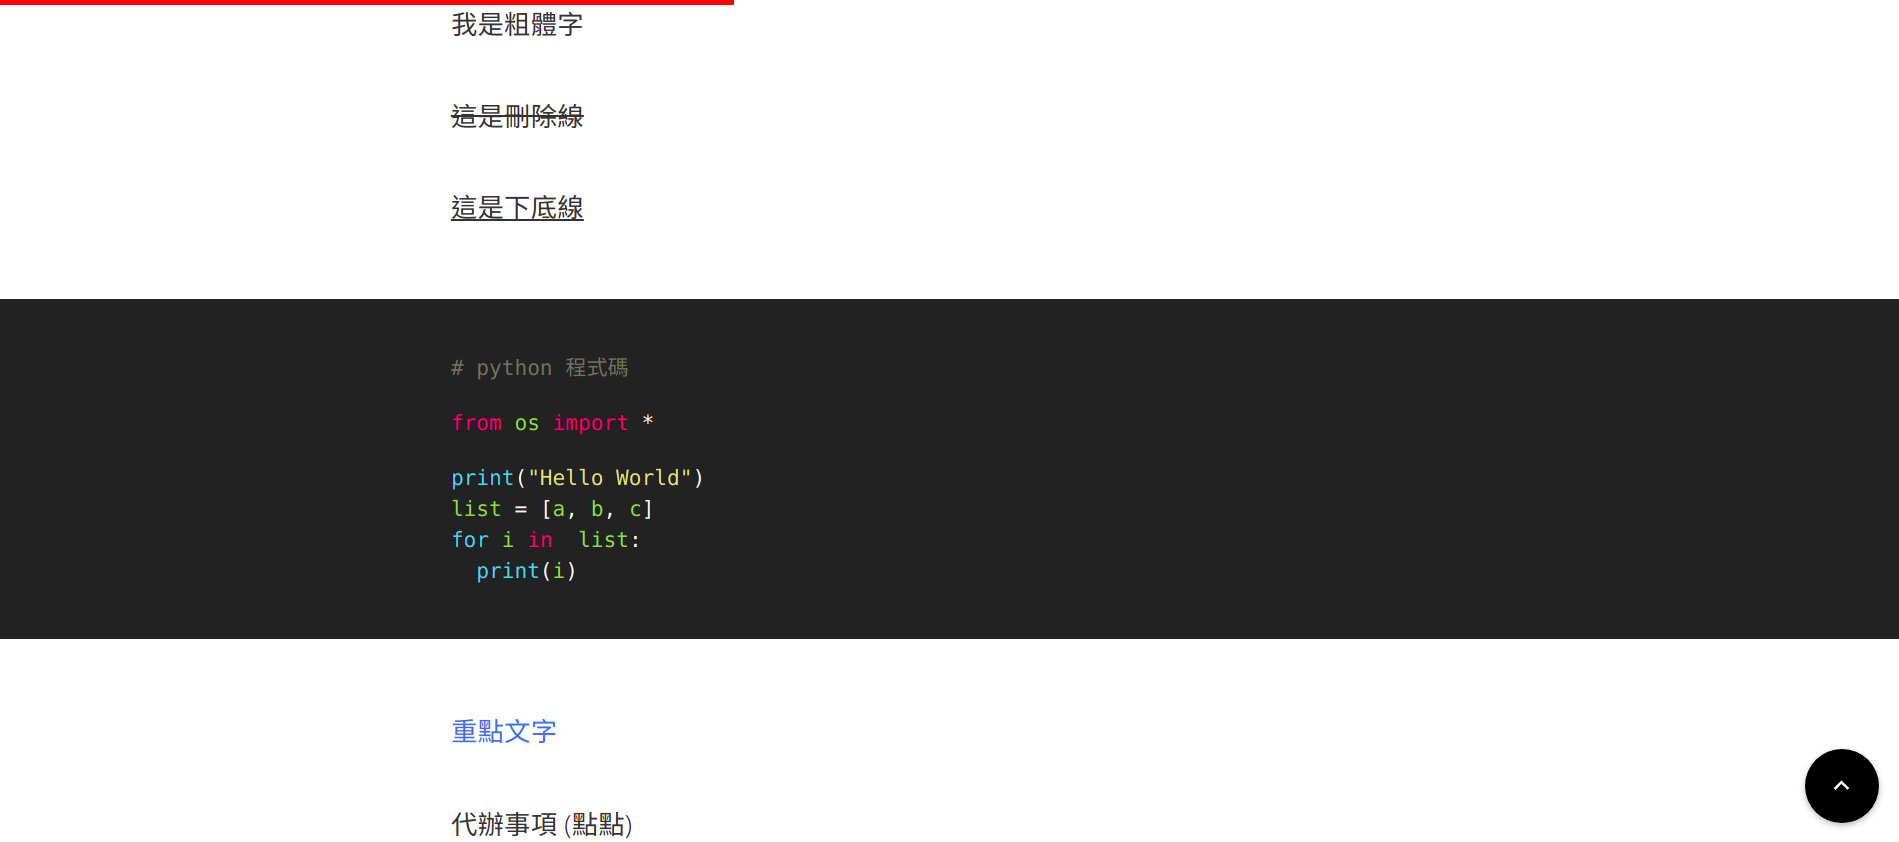 我是粗體字
這是刪除線
這是下底線
# python 程式碼
from os import *
print("Hello World")
list = [a, b, c]
for i in  list:
  print(i)
重點文字
代辦事項 (點點)